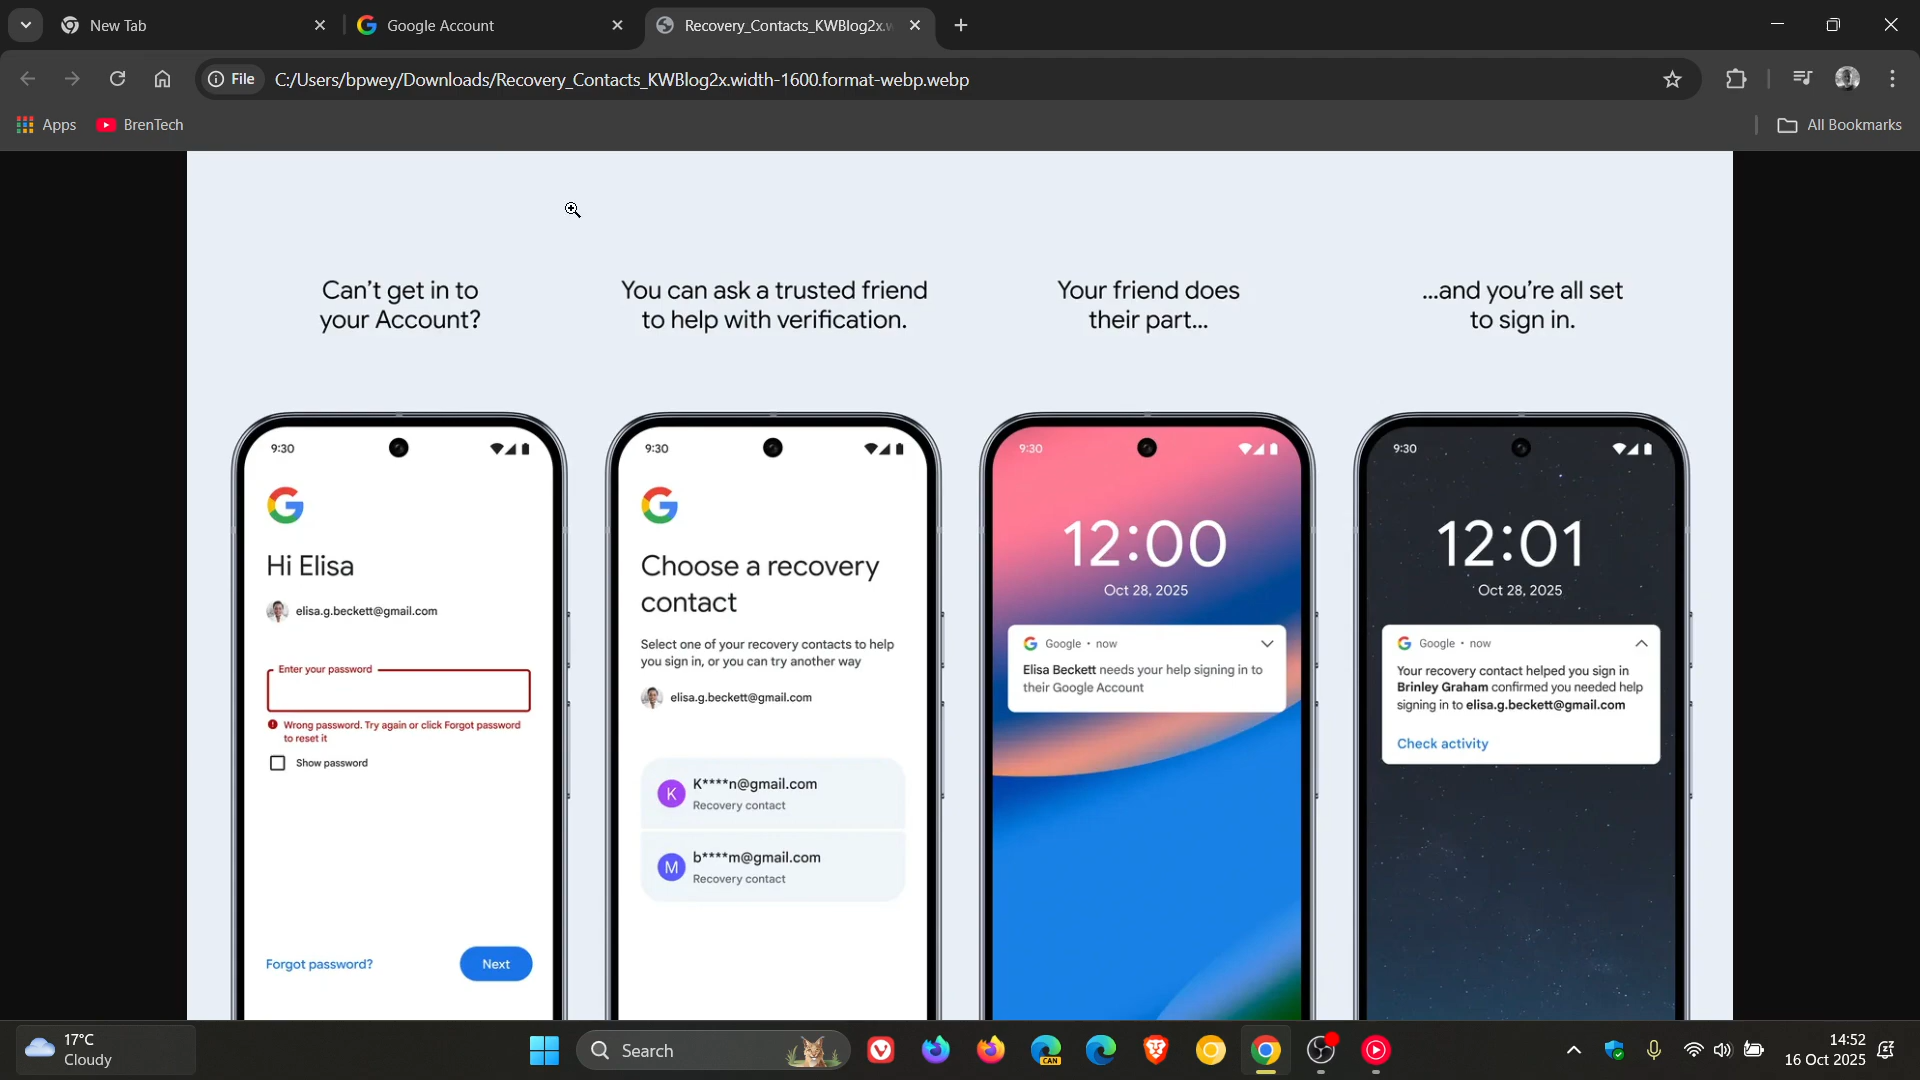 New Tab
Google Account
Recovery_Contacts_KWBlog2x.w
File
C:/Users/bpwey/Downloads/Recovery_Contacts_KWBlog2x.width-1600.format-webp.webp
Apps
BrenTech
All Bookmarks
Can't get in to
your Account?
You can ask a trusted friend
to help with verification.
Your friend does
their part...
...and you're all set
to sign in.
9:30
Hi Elisa
elisa.g.beckett@gmail.com
Enter your password
Wrong password. Try again or click Forgot password
to reset it
Show password
Forgot password?
Next
9:30
Choose a recovery
contact
Select one of your recovery contacts to help
you sign in, or you can try another way
elisa.g.beckett@gmail.com
K
K****n@gmail.com
Recovery contact
M
b****m@gmail.com
Recovery contact
9:30
12:00
Oct 28, 2025
Google • now
Elisa Beckett needs your help signing in to
their Google Account
9:30
12:01
Oct 28, 2025
Google • now
Your recovery contact helped you sign in
Brinley Graham confirmed you needed help
signing in to elisa.g.beckett@gmail.com
Check activity
17°C
Cloudy
Search
CAN
14:52
16 Oct 2025